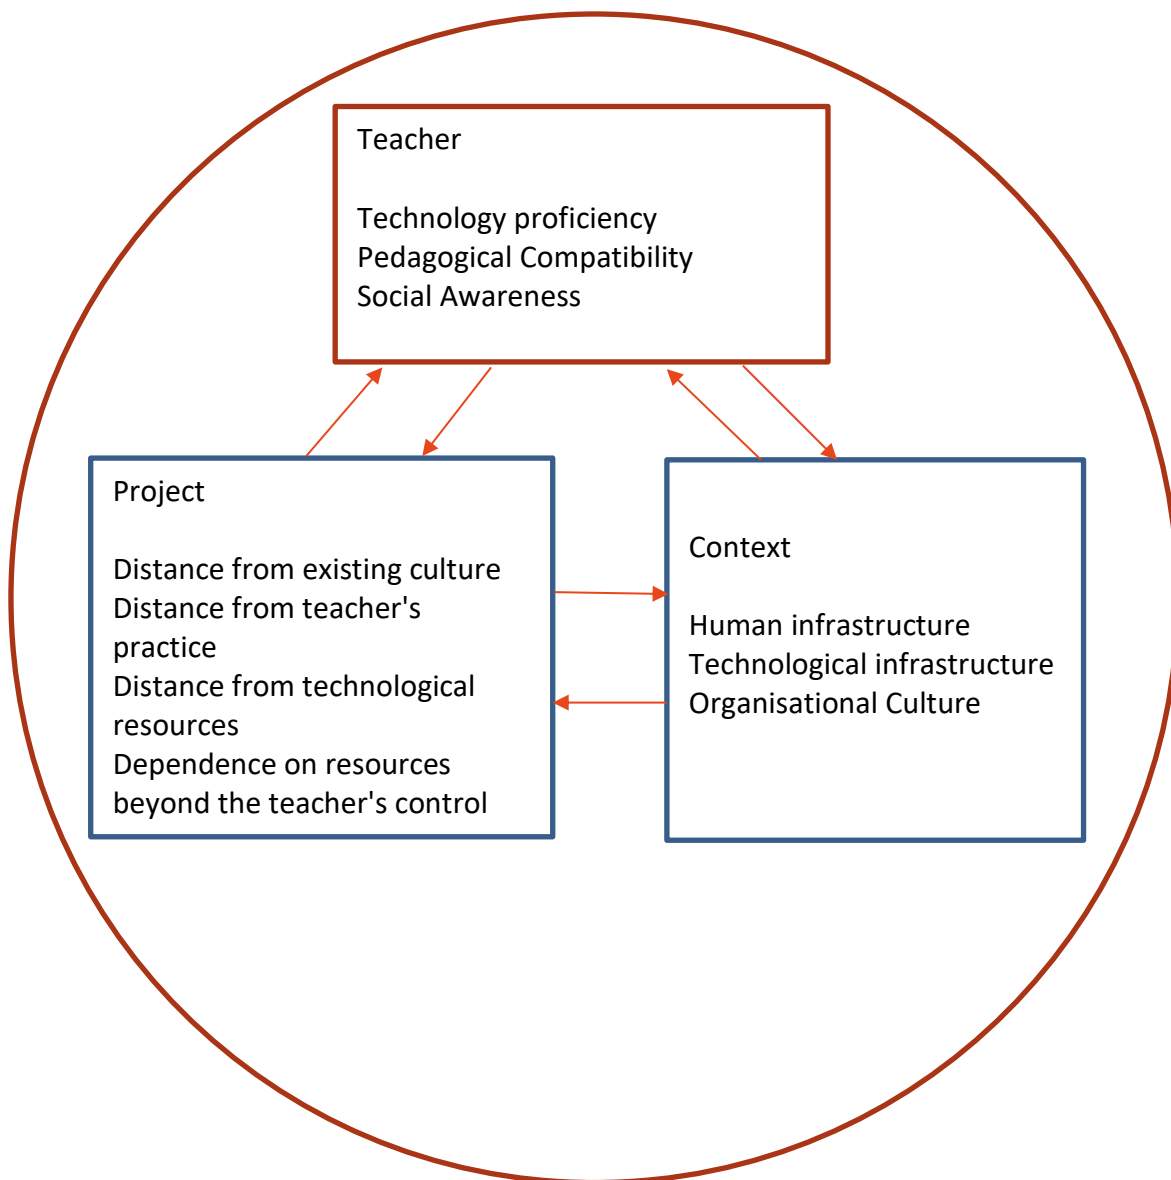 Teacher
Technology proficiency
Pedagogical Compatibility
Social Awareness
Project
Distance from existing culture
Distance from teacher's
practice
Distance from technological
resources
Dependence on resources
beyond the teacher's control
Context
Human infrastructure
Technological infrastructure
Organisational Culture